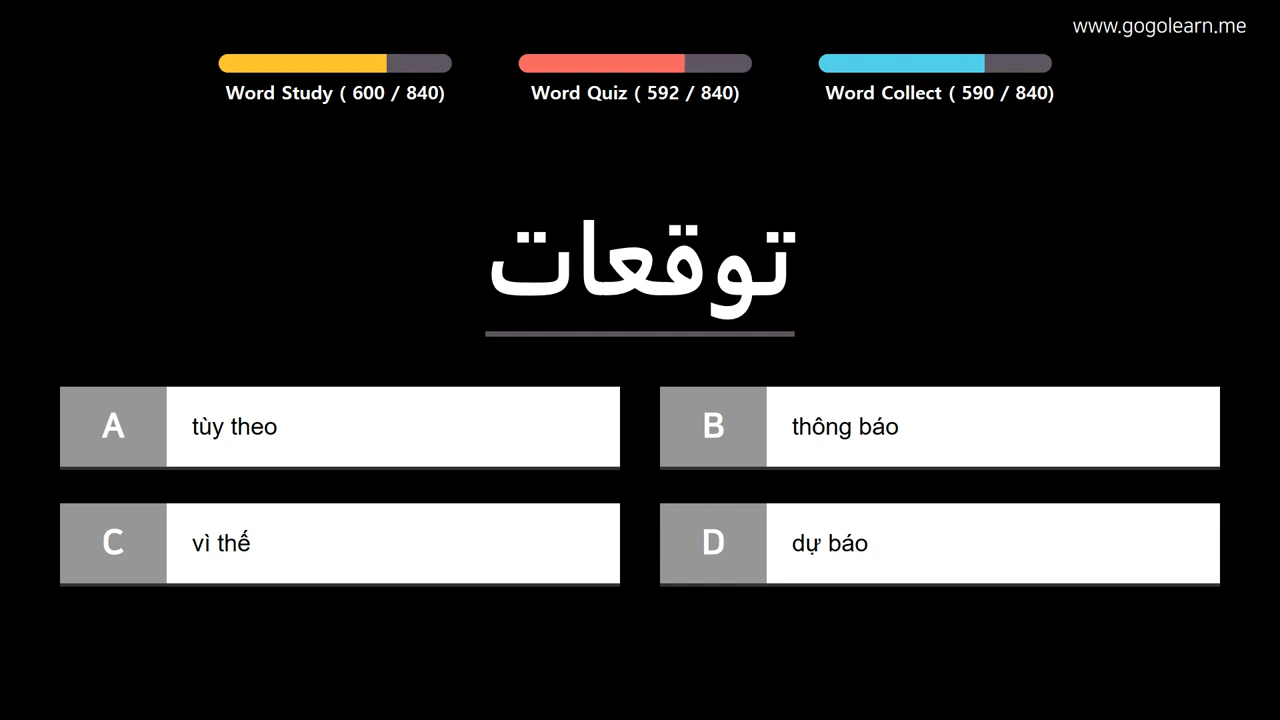 www.gogolearn.me
Word Study ( 600 / 840)
Word Quiz ( 592 / 840)
Word Collect ( 590 / 840)
توقعات
A tùy theo
B thông báo
C vì thế
D dự báo